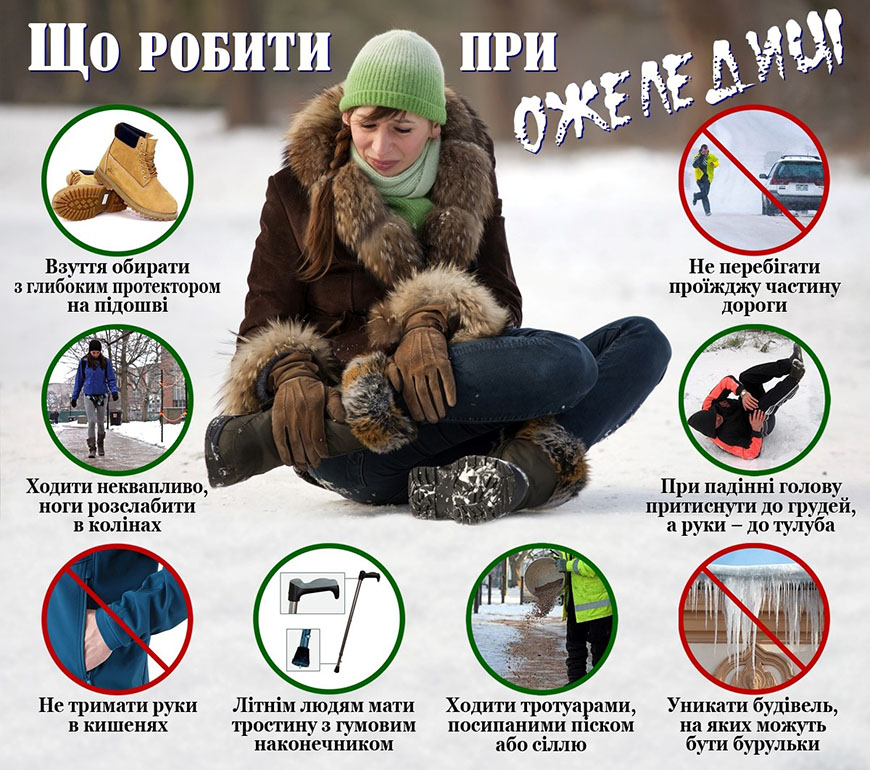 Що робити при ожеледиці
Взуття обирати
з глибоким протектором
на підошві
Не перебігати
проїжджу частину
дороги
Ходити неквапливо,
ноги розслабити
в колінах
При падінні голову
притиснути до грудей,
а руки – до тулуба
Не тримати руки
в кишенях
Літнім людям мати
тростину з гумовим
наконечником
Ходити тротуарами,
посипаними піском
або сіллю
Уникати будівель,
на яких можуть
бути бурульки